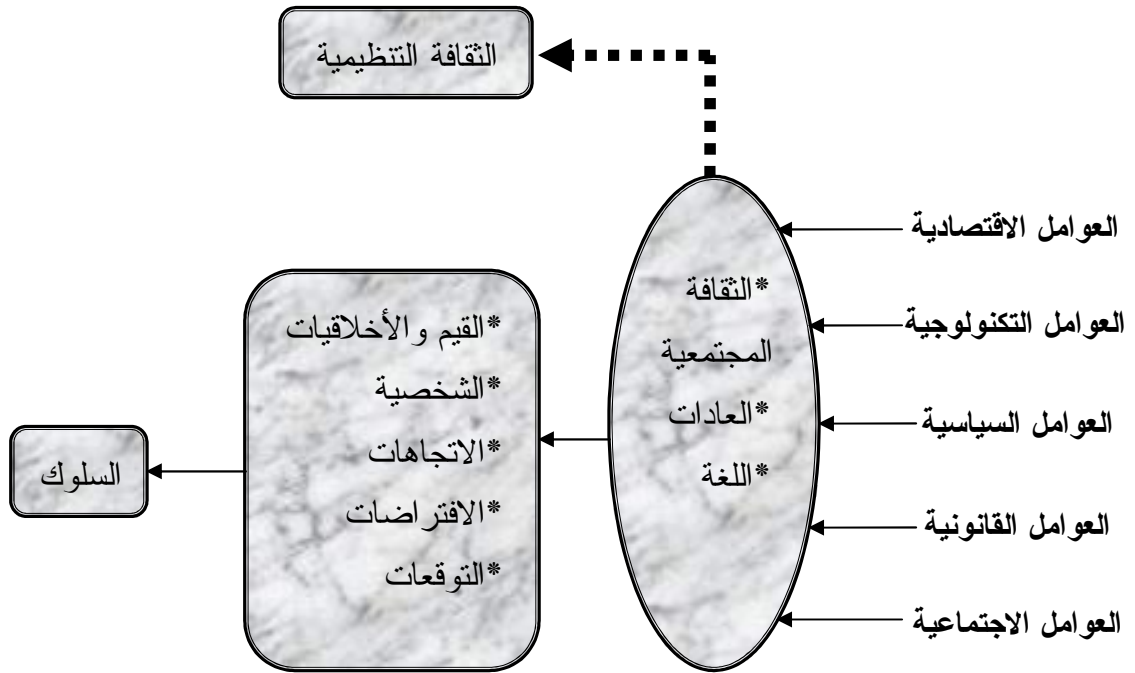 الثقافة التنظيمية
العوامل الاقتصادية
العوامل التكنولوجية
العوامل السياسية
العوامل القانونية
العوامل الاجتماعية
*الثقافة
المجتمعية
*العادات
*اللغة
*القيم والأخلاقيات
*الشخصية
*الاتجاهات
*الافتراضات
*التوقعات
السلوك